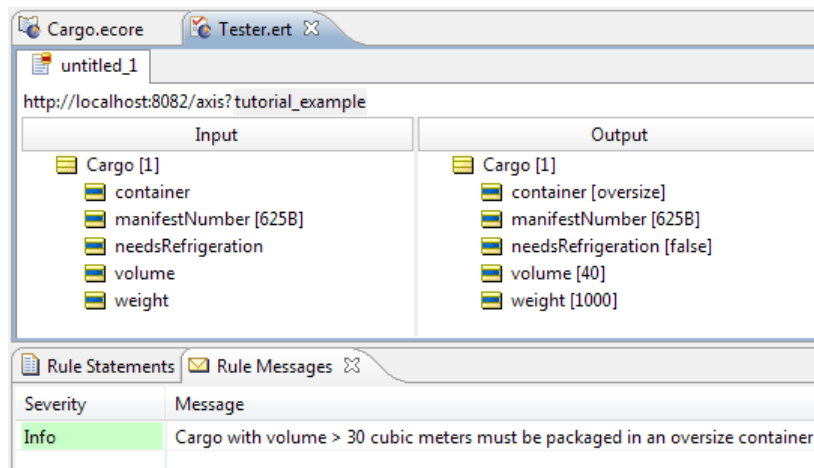 Cargo.ecore Tester.ert
untitled_1
http://localhost:8082/axis?tutorial_example
Input Output
Cargo [1] Cargo [1]
container container [oversize]
manifestNumber [625B] manifestNumber [625B]
needsRefrigeration needsRefrigeration [false]
volume volume [40]
weight weight [1000]
Rule Statements Rule Messages
Severity Message
Info Cargo with volume > 30 cubic meters must be packaged in an oversize container